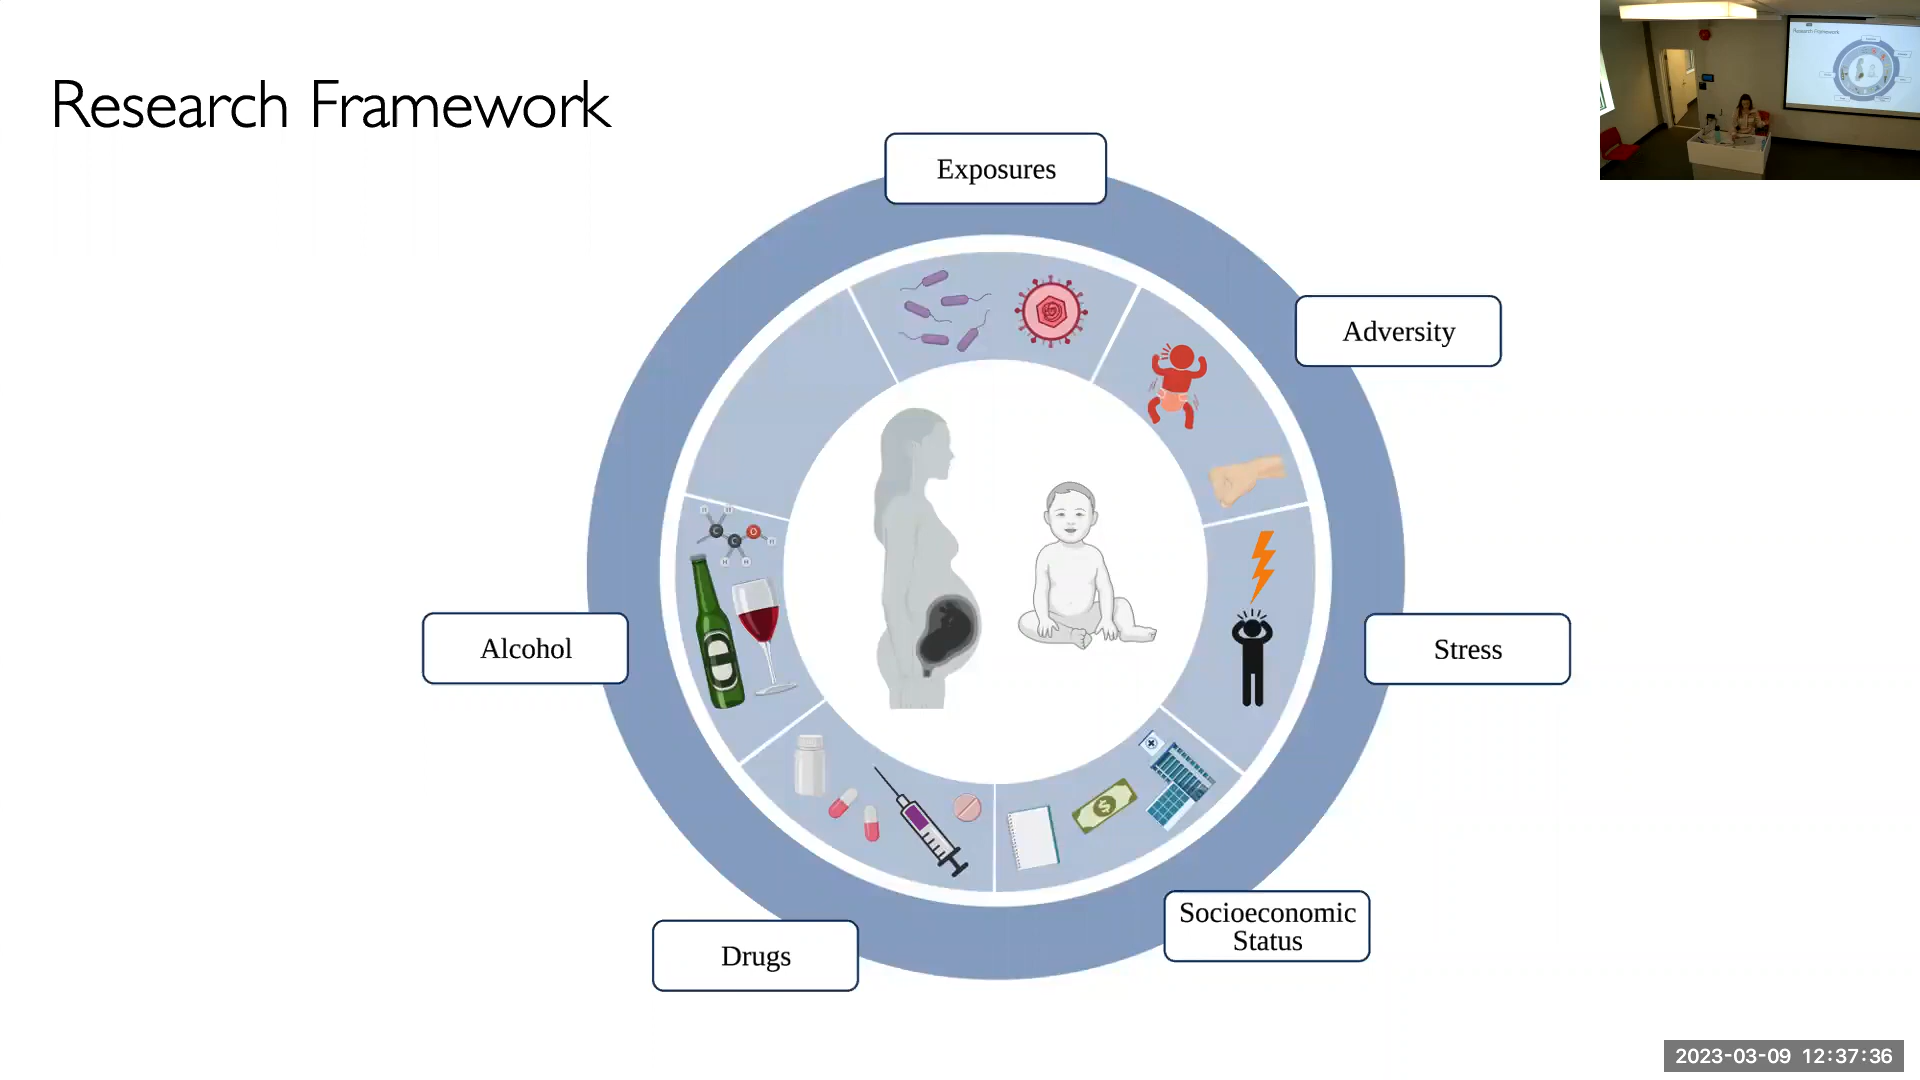 Research Framework
Exposures
Adversity
Alcohol
Stress
Socioeconomic
Status
Drugs
H
H
C
O
C
H
H
H
$
2023-03-09 12:37:36